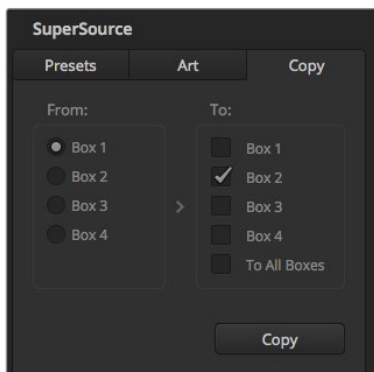 SuperSource
Presets Art Copy
From: To:
Box 1 Box 1
Box 2 Box 2
Box 3 Box 3
Box 4 Box 4
To All Boxes
Copy